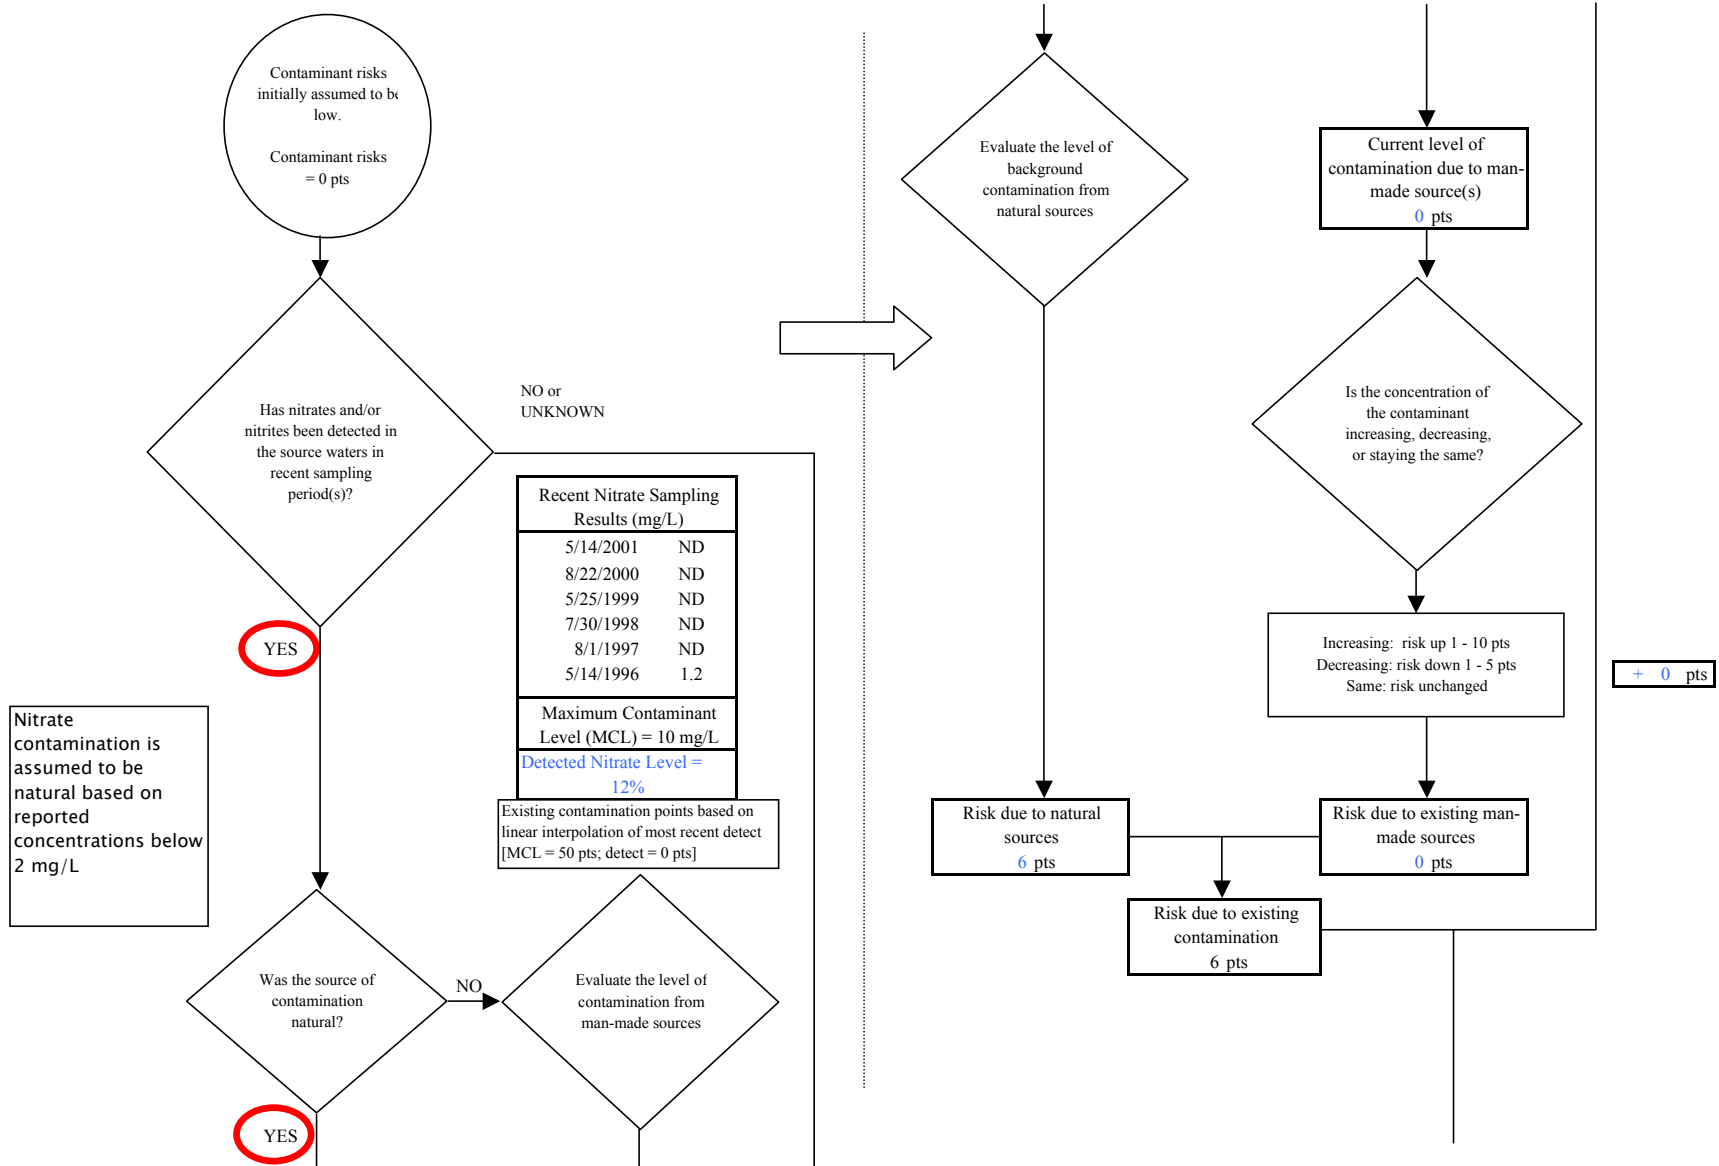 Contaminant risks
initially assumed to be
low.
Contaminant risks
= 0 pts
Has nitrates and/or
nitrites been detected in
the source waters in
recent sampling
period(s)?
NO or
UNKNOWN
YES
Recent Nitrate Sampling
Results (mg/L)
5/14/2001 ND
8/22/2000 ND
5/25/1999 ND
7/30/1998 ND
8/1/1997 ND
5/14/1996 1.2
Maximum Contaminant
Level (MCL) = 10 mg/L
Detected Nitrate Level =
12%
Existing contamination points based on
linear interpolation of most recent detect
[MCL = 50 pts; detect = 0 pts]
Nitrate
contamination is
assumed to be
natural based on
reported
concentrations below
2 mg/L
Was the source of
contamination
natural?
NO
Evaluate the level of
contamination from
man-made sources
YES
Evaluate the level of
background
contamination from
natural sources
Current level of
contamination due to man-
made source(s)
0 pts
Is the concentration of
the contaminant
increasing, decreasing,
or staying the same?
Increasing: risk up 1 - 10 pts
Decreasing: risk down 1 - 5 pts
Same: risk unchanged
+ 0 pts
Risk due to natural
sources
6 pts
Risk due to existing man-
made sources
0 pts
Risk due to existing
contamination
6 pts